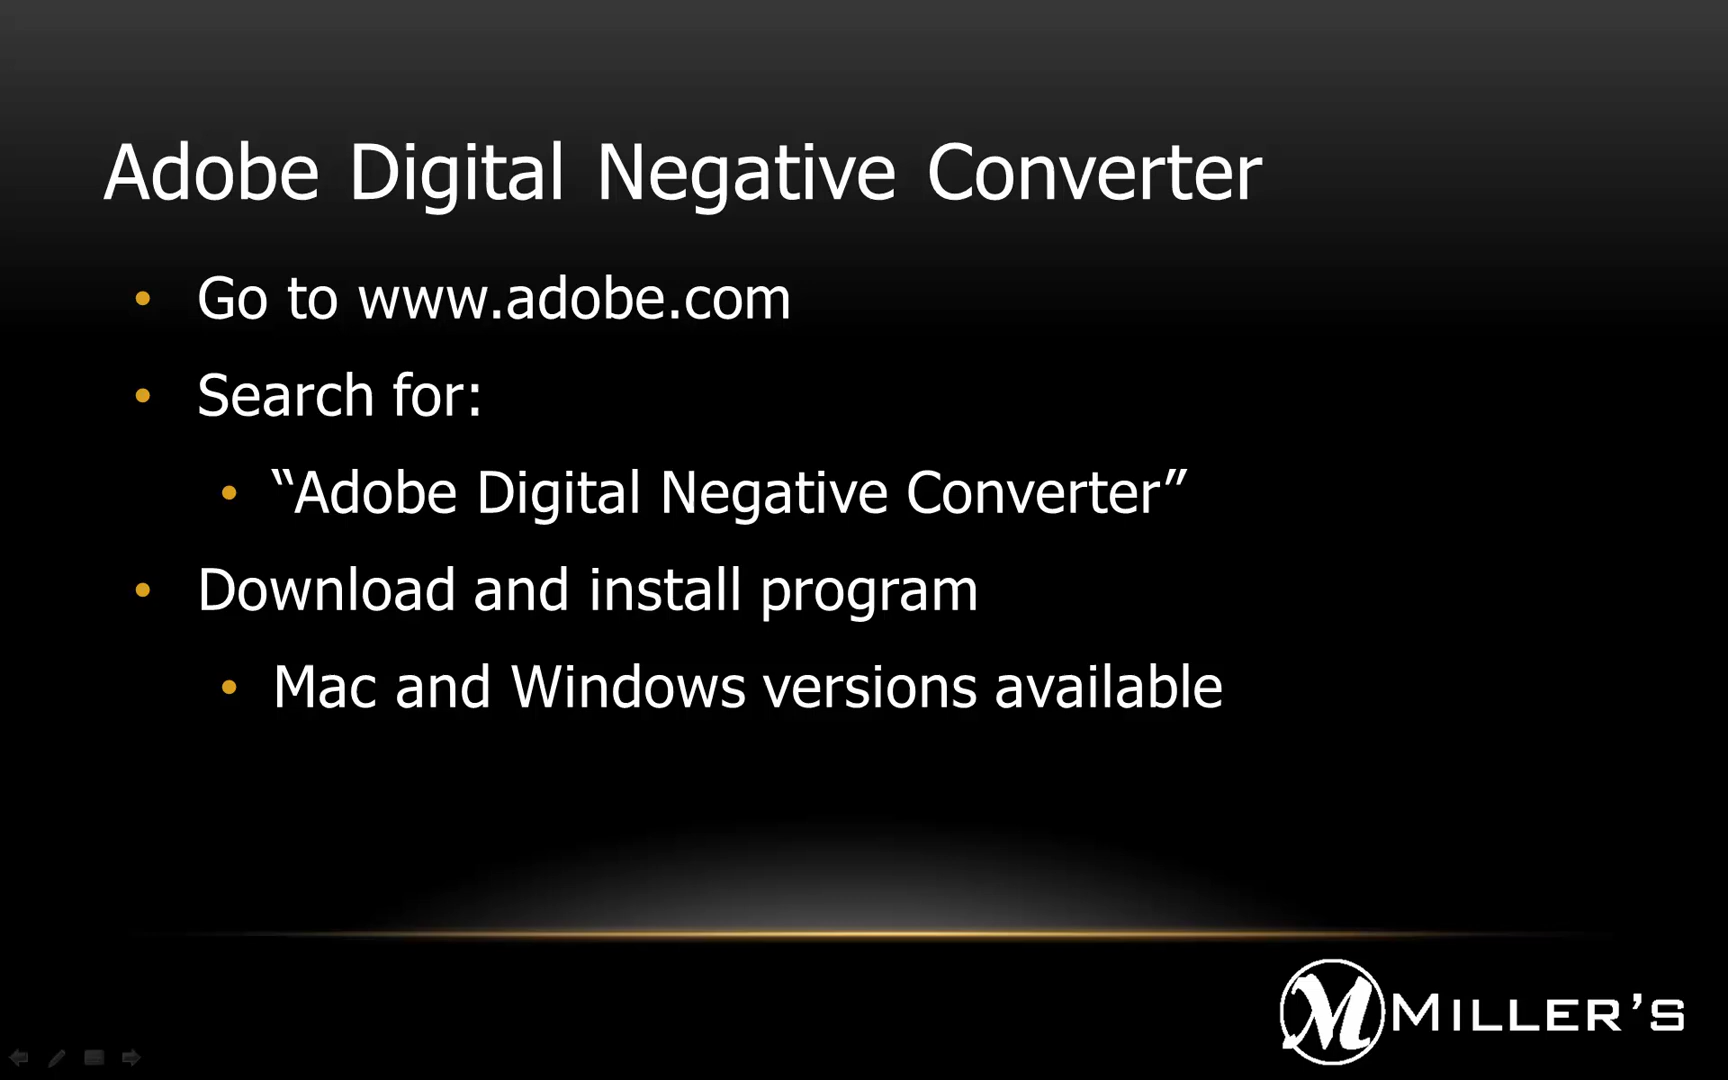 Adobe Digital Negative Converter
• Go to www.adobe.com
• Search for:
• “Adobe Digital Negative Converter”
• Download and install program
• Mac and Windows versions available
M MILLER’S